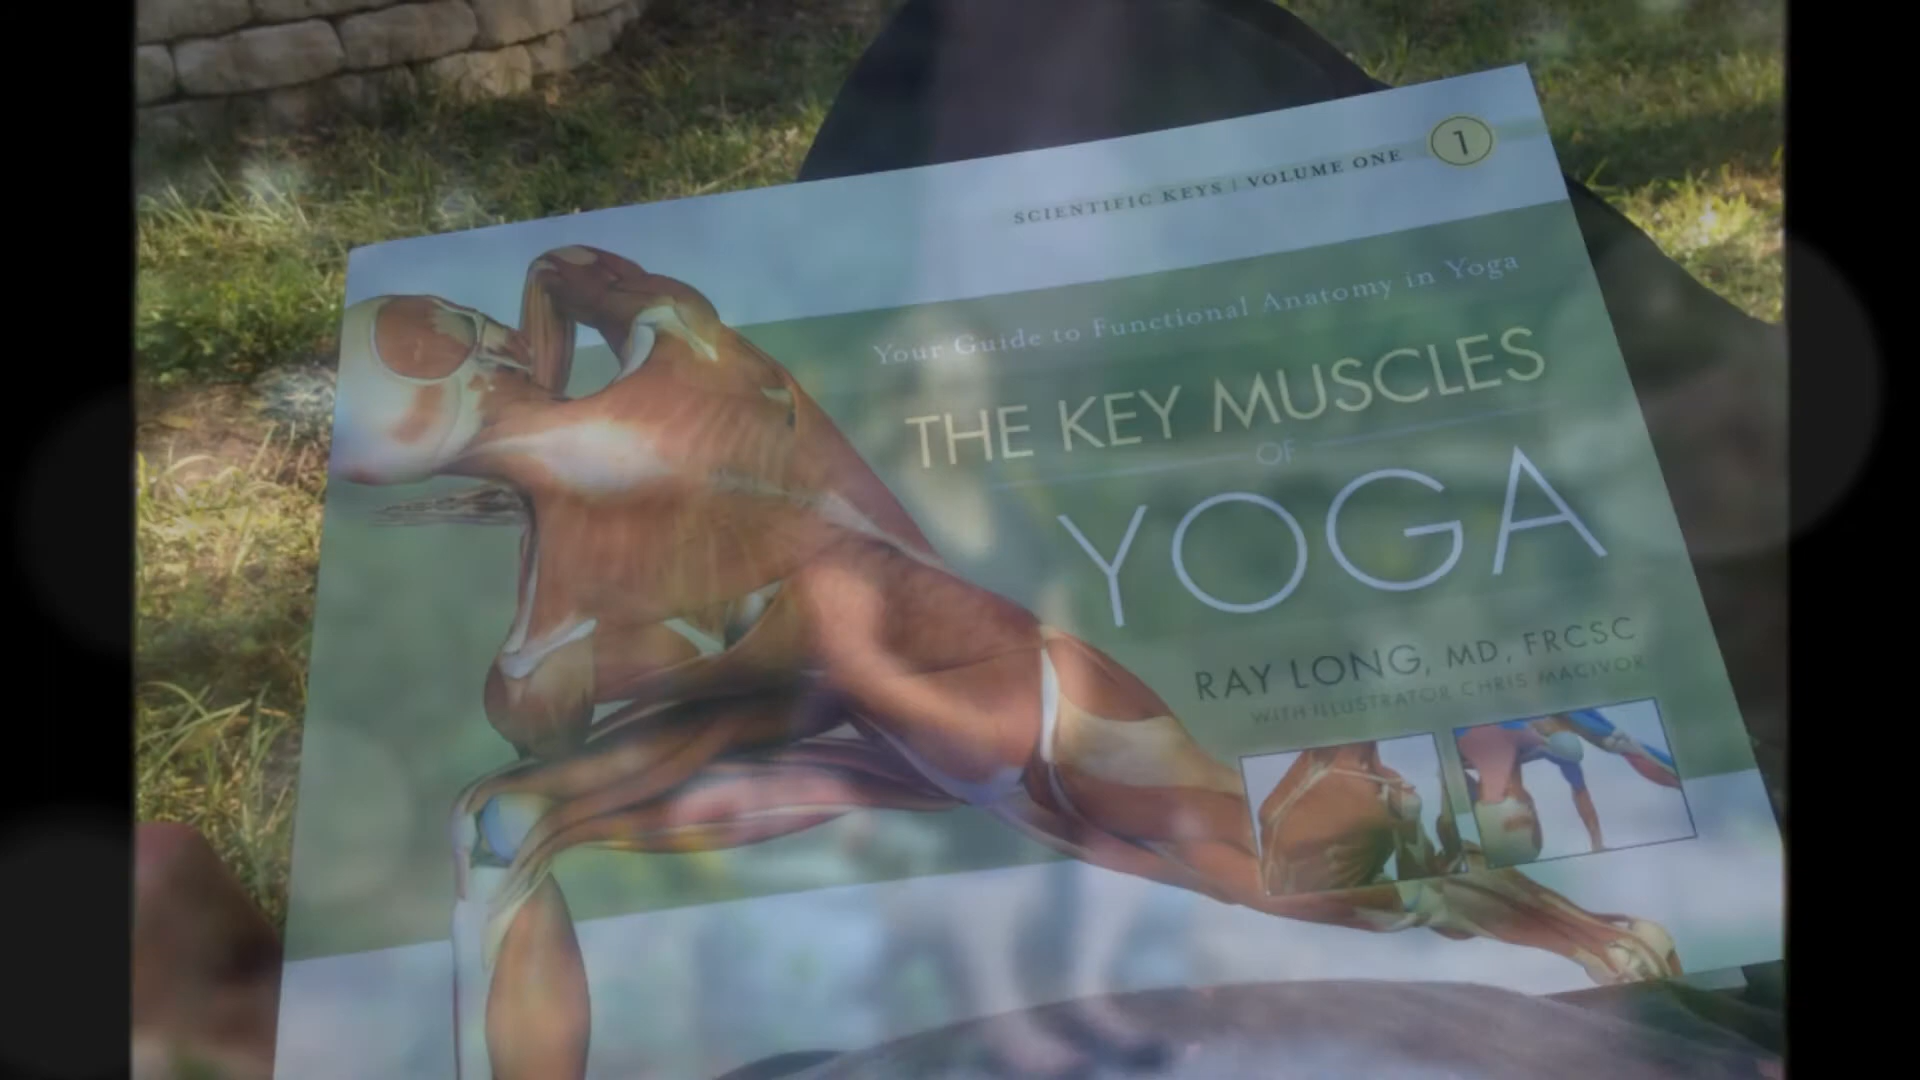 SCIENTIFIC KEYS | VOLUME ONE 1
Your Guide to Functional Anatomy in Yoga
THE KEY MUSCLES
OF
YOGA
RAY LONG, MD, FRCSC
WITH ILLUSTRATOR CHRIS MACIVOR